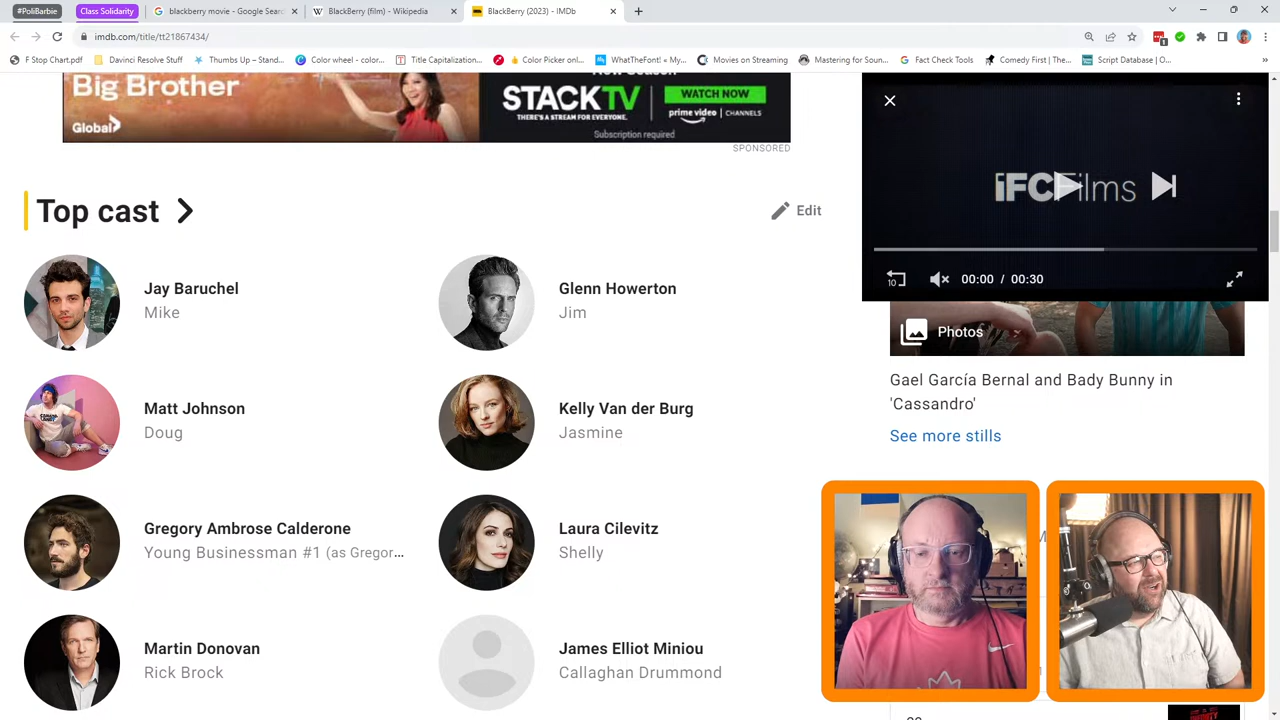 #PoliBarbie
Class Solidarity
blackberry movie - Google Searc
BlackBerry (film) - Wikipedia
BlackBerry (2023) - IMDb
imdb.com/title/tt21867434/
F Stop Chart.pdf
Davinci Resolve Stuff
Thumbs Up – Stand...
Color wheel - color...
Title Capitalization...
Color Picker onl...
WhatTheFont! « My...
Movies on Streaming
Mastering for Soun...
Fact Check Tools
Comedy First | The...
Script Database | O...
»
Big Brother
Global
New Season
STACKTV
THERE'S A STREAM FOR EVERYONE.
WATCH NOW
prime video | CHANNELS
Subscription required
SPONSORED
Top cast
Edit
Jay Baruchel
Mike
Glenn Howerton
Jim
Matt Johnson
Doug
Kelly Van der Burg
Jasmine
Gregory Ambrose Calderone
Young Businessman #1 (as Gregor...
Laura Cilevitz
Shelly
Martin Donovan
Rick Brock
James Elliot Miniou
Callaghan Drummond
IFC Films
10
00:00 / 00:30
Photos
Gael García Bernal and Bady Bunny in
'Cassandro'
See more stills